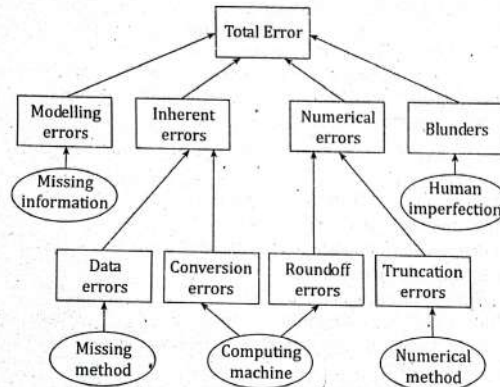 Total Error
Modelling
errors
Inherent
errors
Numerical
errors
Blunders
Missing
information
Human
imperfection
Data
errors
Conversion
errors
Roundoff
errors
Truncation
errors
Missing
method
Computing
machine
Numerical
method